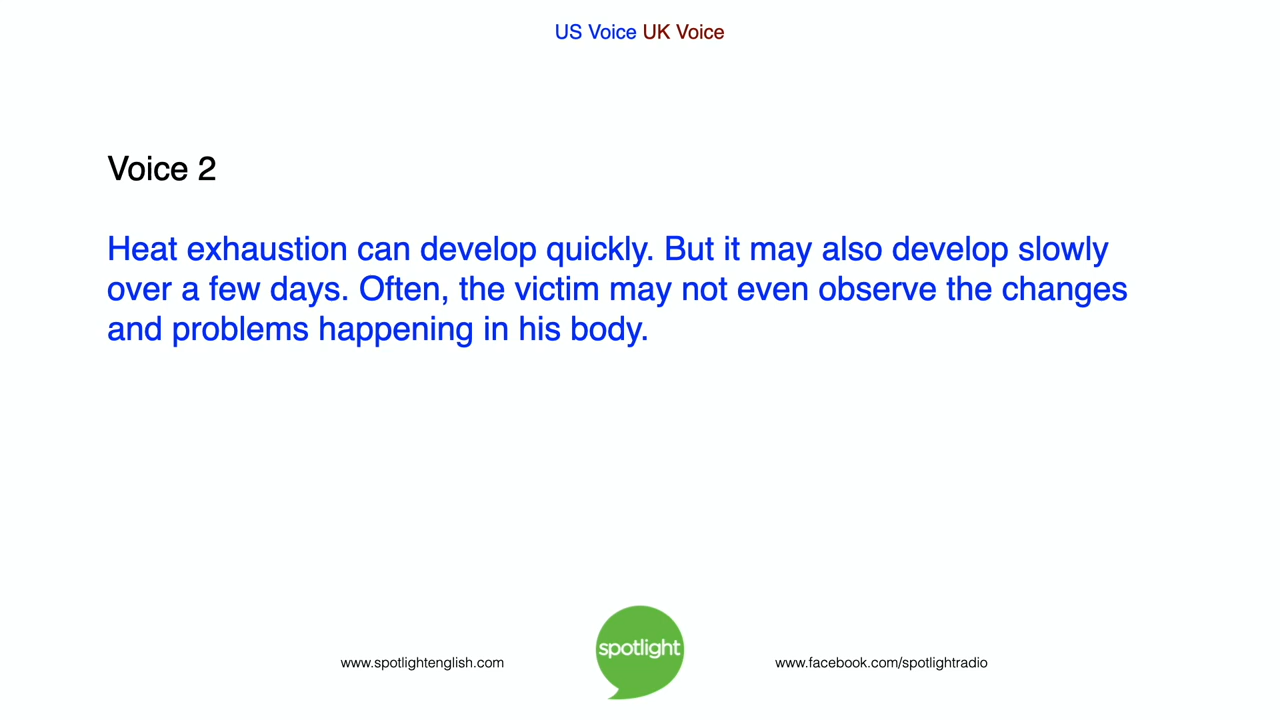 US Voice UK Voice
Voice 2
Heat exhaustion can develop quickly. But it may also develop slowly
over a few days. Often, the victim may not even observe the changes
and problems happening in his body.
www.spotlightenglish.com
spotlight
www.facebook.com/spotlightradio